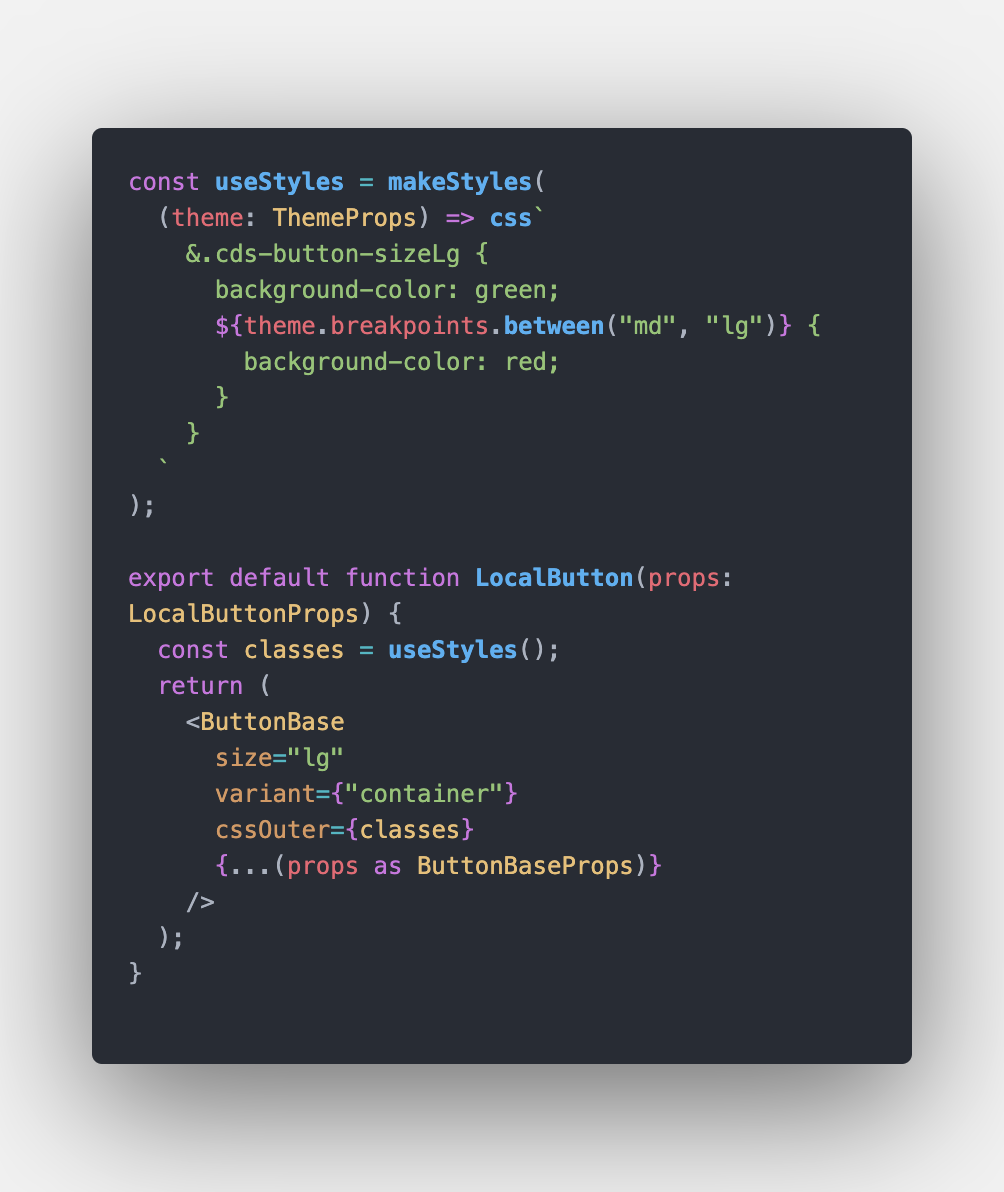 const useStyles = makeStyles(
  (theme: ThemeProps) => css`
    &.cds-button-sizeLg {
      background-color: green;
      ${theme.breakpoints.between("md", "lg")} {
        background-color: red;
      }
    }
  `
);

export default function LocalButton(props:
LocalButtonProps) {
  const classes = useStyles();
  return (
    <ButtonBase
      size="lg"
      variant={"container"}
      cssOuter={classes}
      {...(props as ButtonBaseProps)}
    />
  );
}